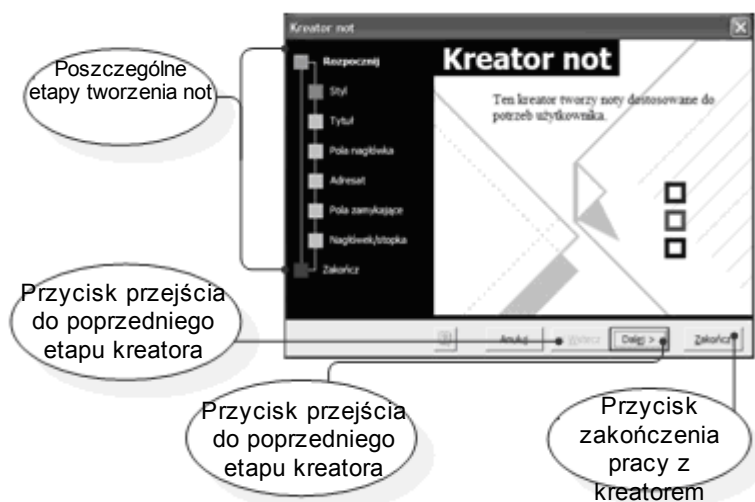 Kreator not
Poszczególne
etapy tworzenia not
Rozpocznij
Styl
Tytuł
Pola nagłówka
Adresat
Pola zamykające
Nagłówek/stopka
Zakończ
Kreator not
Ten kreator tworzy noty dostosowane do
potrzeb użytkownika.
Przycisk przejścia
do poprzedniego
etapu kreatora
Anuluj
Wstecz
Dalej >
Zakończ
Przycisk przejścia
do poprzedniego
etapu kreatora
Przycisk
zakończenia
pracy z
kreatorem